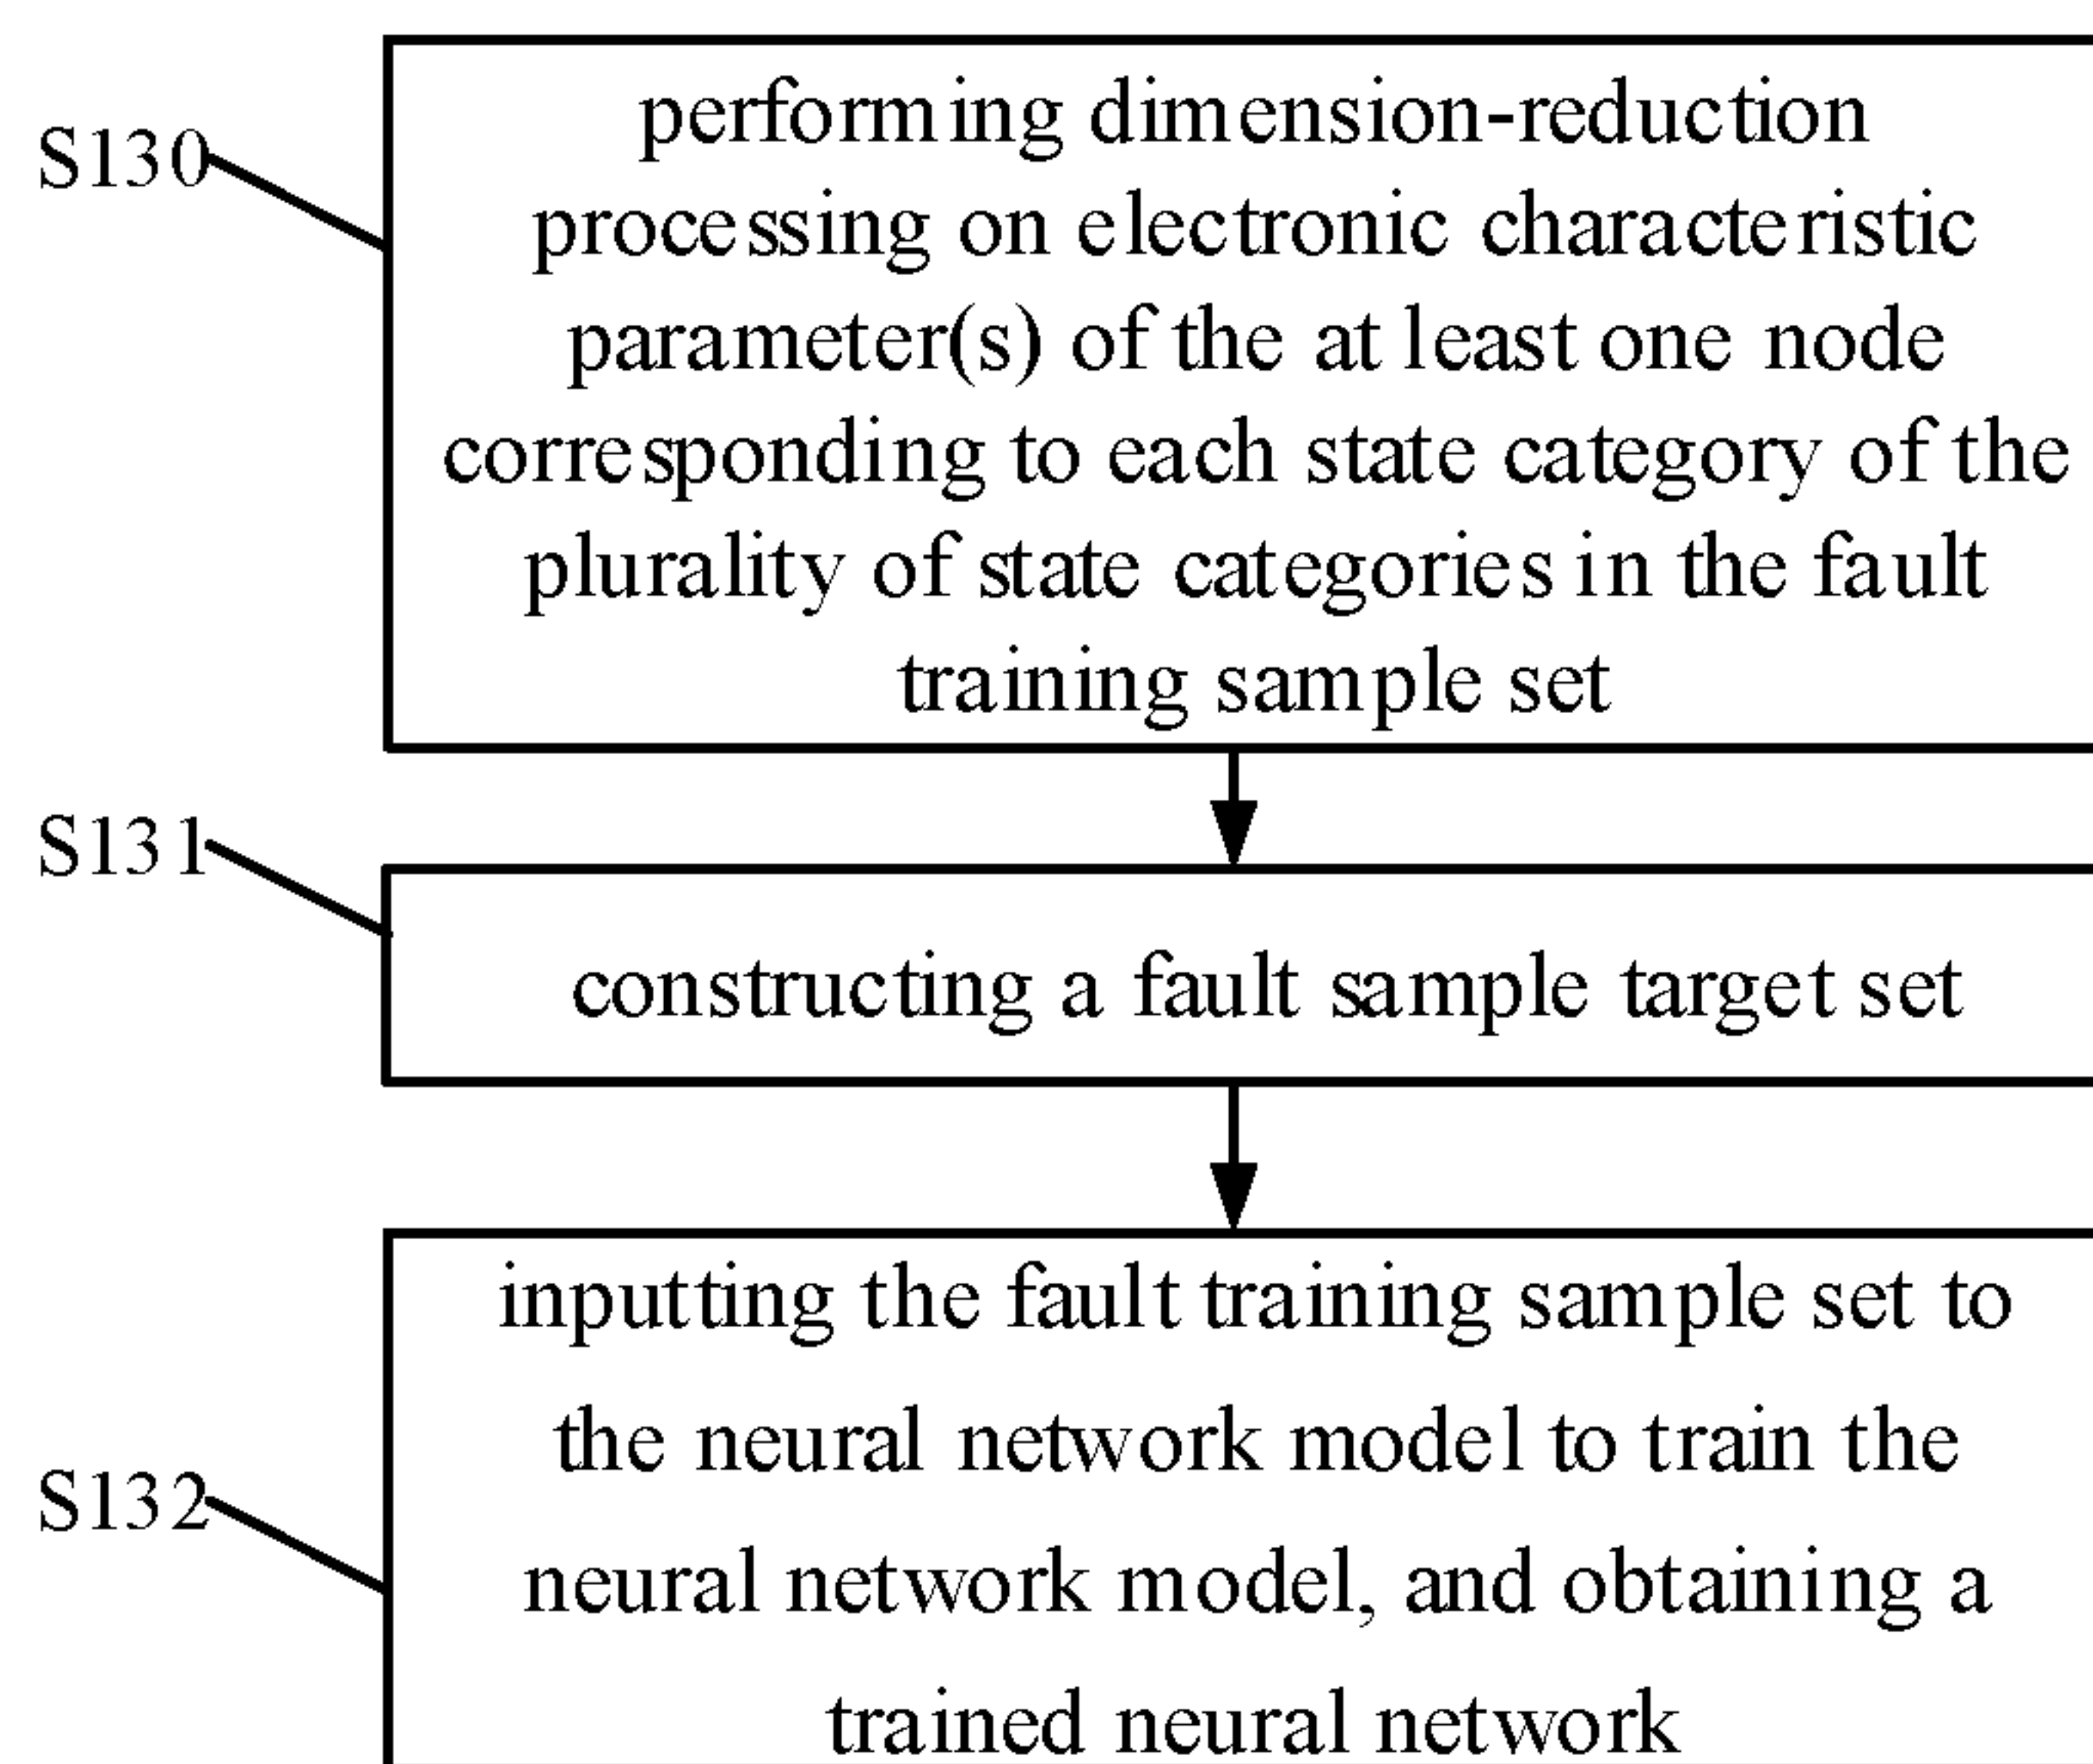 S130
performing dimension-reduction
processing on electronic characteristic
parameter(s) of the at least one node
corresponding to each state category of the
plurality of state categories in the fault
training sample set
S131
constructing a fault sample target set
S132
inputting the fault training sample set to
the neural network model to train the
neural network model, and obtaining a
trained neural network